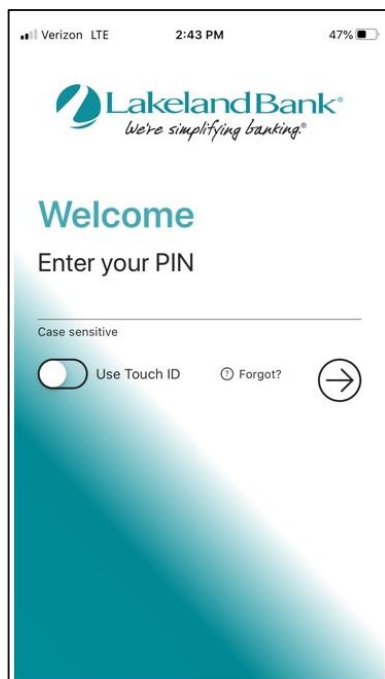 Verizon LTE 2:43 PM 47%
LakelandBank®
We're simplifying banking.®
Welcome
Enter your PIN
Case sensitive
Use Touch ID ? Forgot?